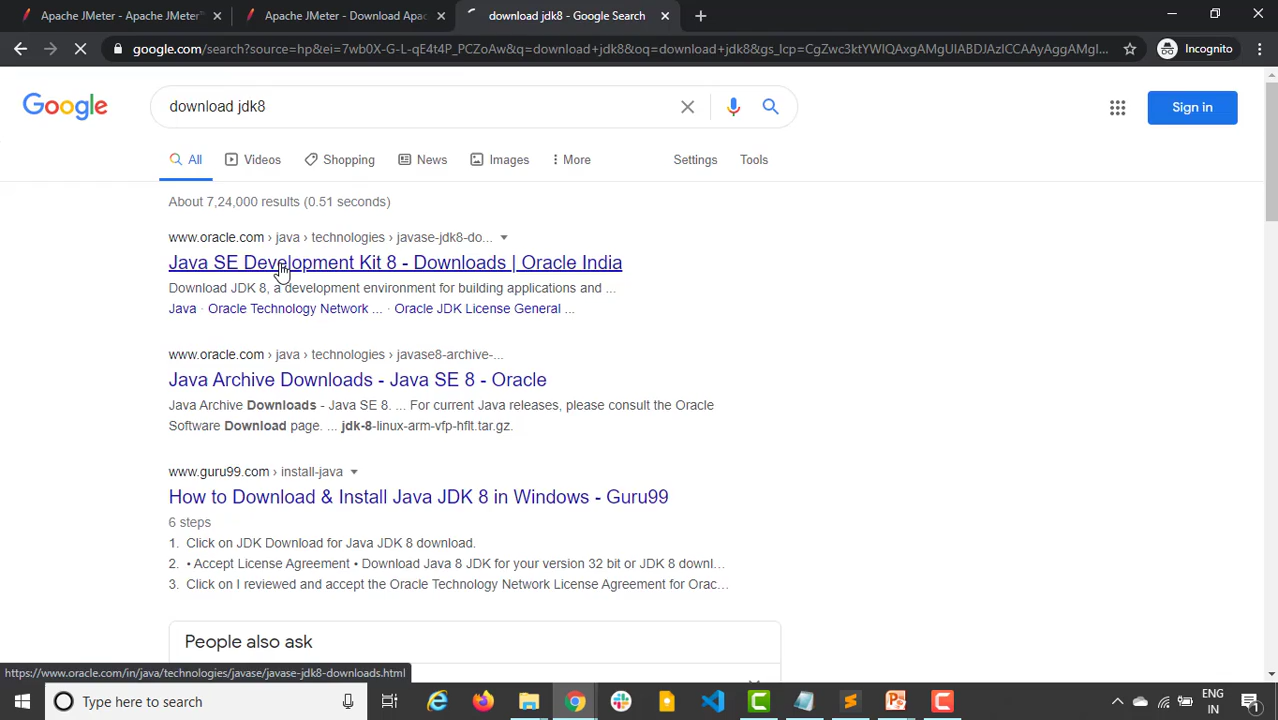 Apache JMeter - Apache JMeter™
Apache JMeter - Download Apac
download jdk8 - Google Search
google.com/search?source=hp&ei=7wb0X-G-L-qE4t4P_PCZoAw&q=download+jdk8&oq=download+jdk8&gs_lcp=CgZwc3ktYWIQAxgAMgUIABDJAzICCAAyAggAMgI...
Incognito
Google
download jdk8
Sign in
All
Videos
Shopping
News
Images
More
Settings
Tools
About 7,24,000 results (0.51 seconds)
www.oracle.com › java › technologies › javase-jdk8-do...
Java SE Development Kit 8 - Downloads | Oracle India
Download JDK 8, a development environment for building applications and ...
Java · Oracle Technology Network ... · Oracle JDK License General ...
www.oracle.com › java › technologies › javase8-archive-...
Java Archive Downloads - Java SE 8 - Oracle
Java Archive Downloads - Java SE 8. ... For current Java releases, please consult the Oracle
Software Download page. ... jdk-8-linux-arm-vfp-hflt.tar.gz.
www.guru99.com › install-java
How to Download & Install Java JDK 8 in Windows - Guru99
6 steps
1. Click on JDK Download for Java JDK 8 download.
2. • Accept License Agreement • Download Java 8 JDK for your version 32 bit or JDK 8 downl...
3. Click on I reviewed and accept the Oracle Technology Network License Agreement for Orac...
People also ask
https://www.oracle.com/in/java/technologies/javase/javase-jdk8-downloads.html
Type here to search
ENG
IN
1